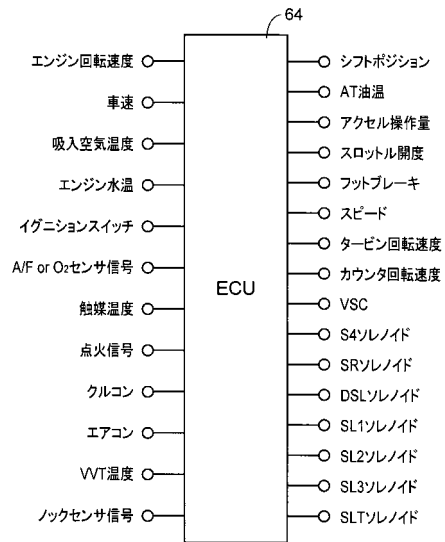 64
エンジン回転速度
車速
吸入空気温度
エンジン水温
イグニションスイッチ
A/F or O₂センサ信号
触媒温度
点火信号
クルコン
エアコン
VVT温度
ノックセンサ信号
ECU
シフトポジション
AT油温
アクセル操作量
スロットル開度
フットブレーキ
スピード
タービン回転速度
カウンタ回転速度
VSC
S4ソレノイド
SRソレノイド
DSLソレノイド
SL1ソレノイド
SL2ソレノイド
SL3ソレノイド
SLTソレノイド